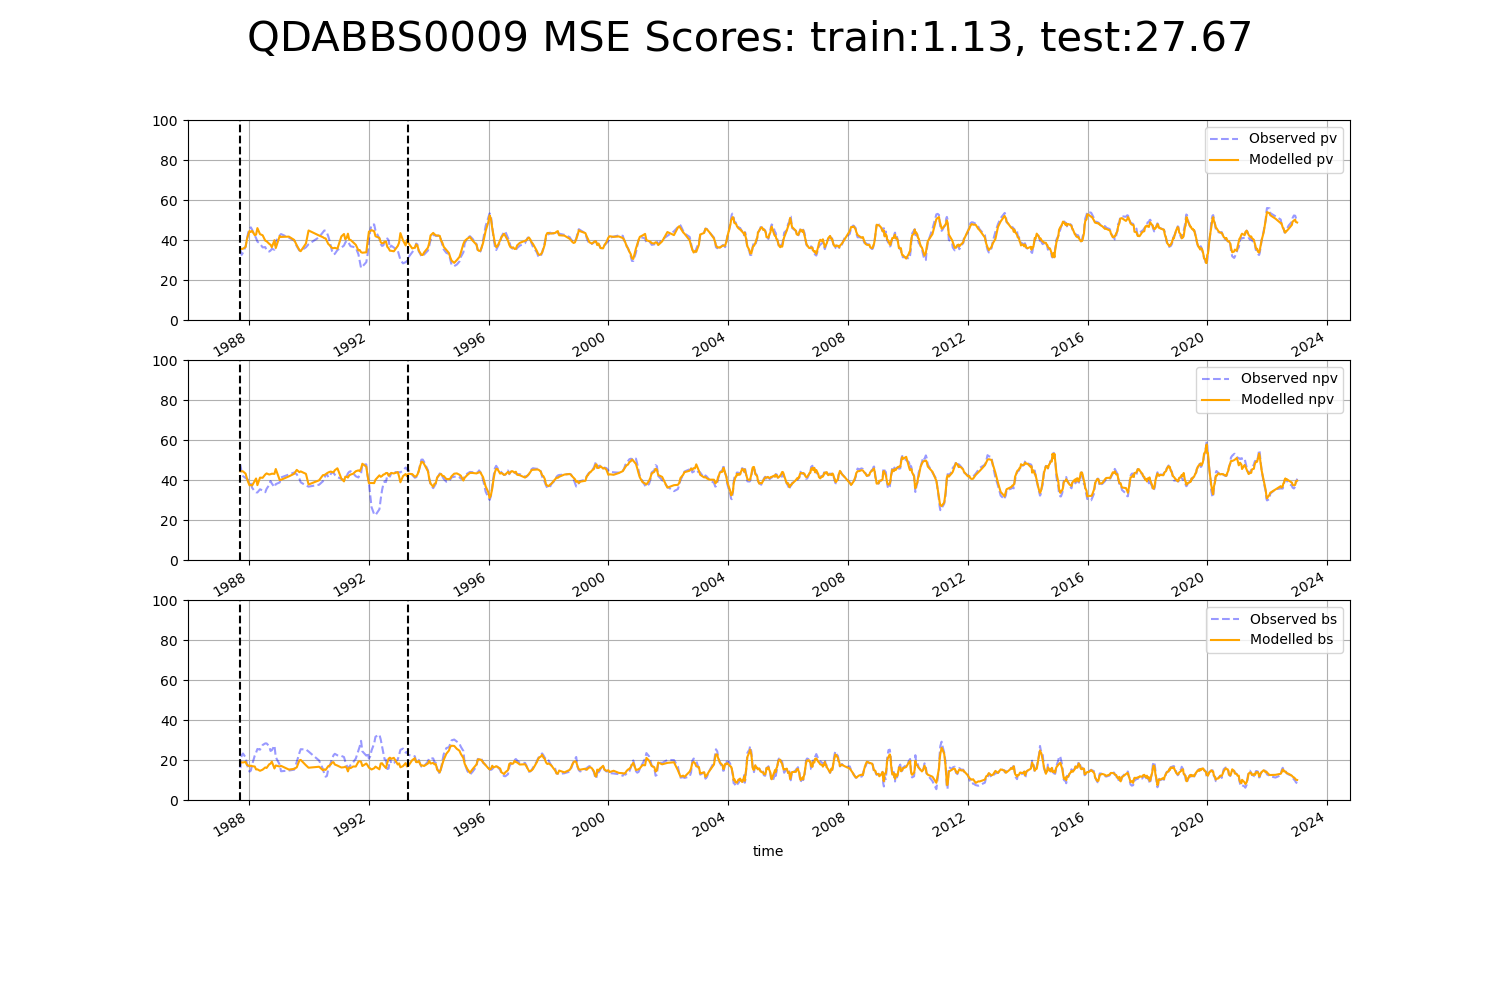 QDABBS0009 MSE Scores: train:1.13, test:27.67
100
80
60
40
20
0
Observed pv
Modelled pv
1988 1992 1996 2000 2004 2008 2012 2016 2020 2024
100
80
60
40
20
0
Observed npv
Modelled npv
1988 1992 1996 2000 2004 2008 2012 2016 2020 2024
100
80
60
40
20
0
Observed bs
Modelled bs
1988 1992 1996 2000 2004 2008 2012 2016 2020 2024
time